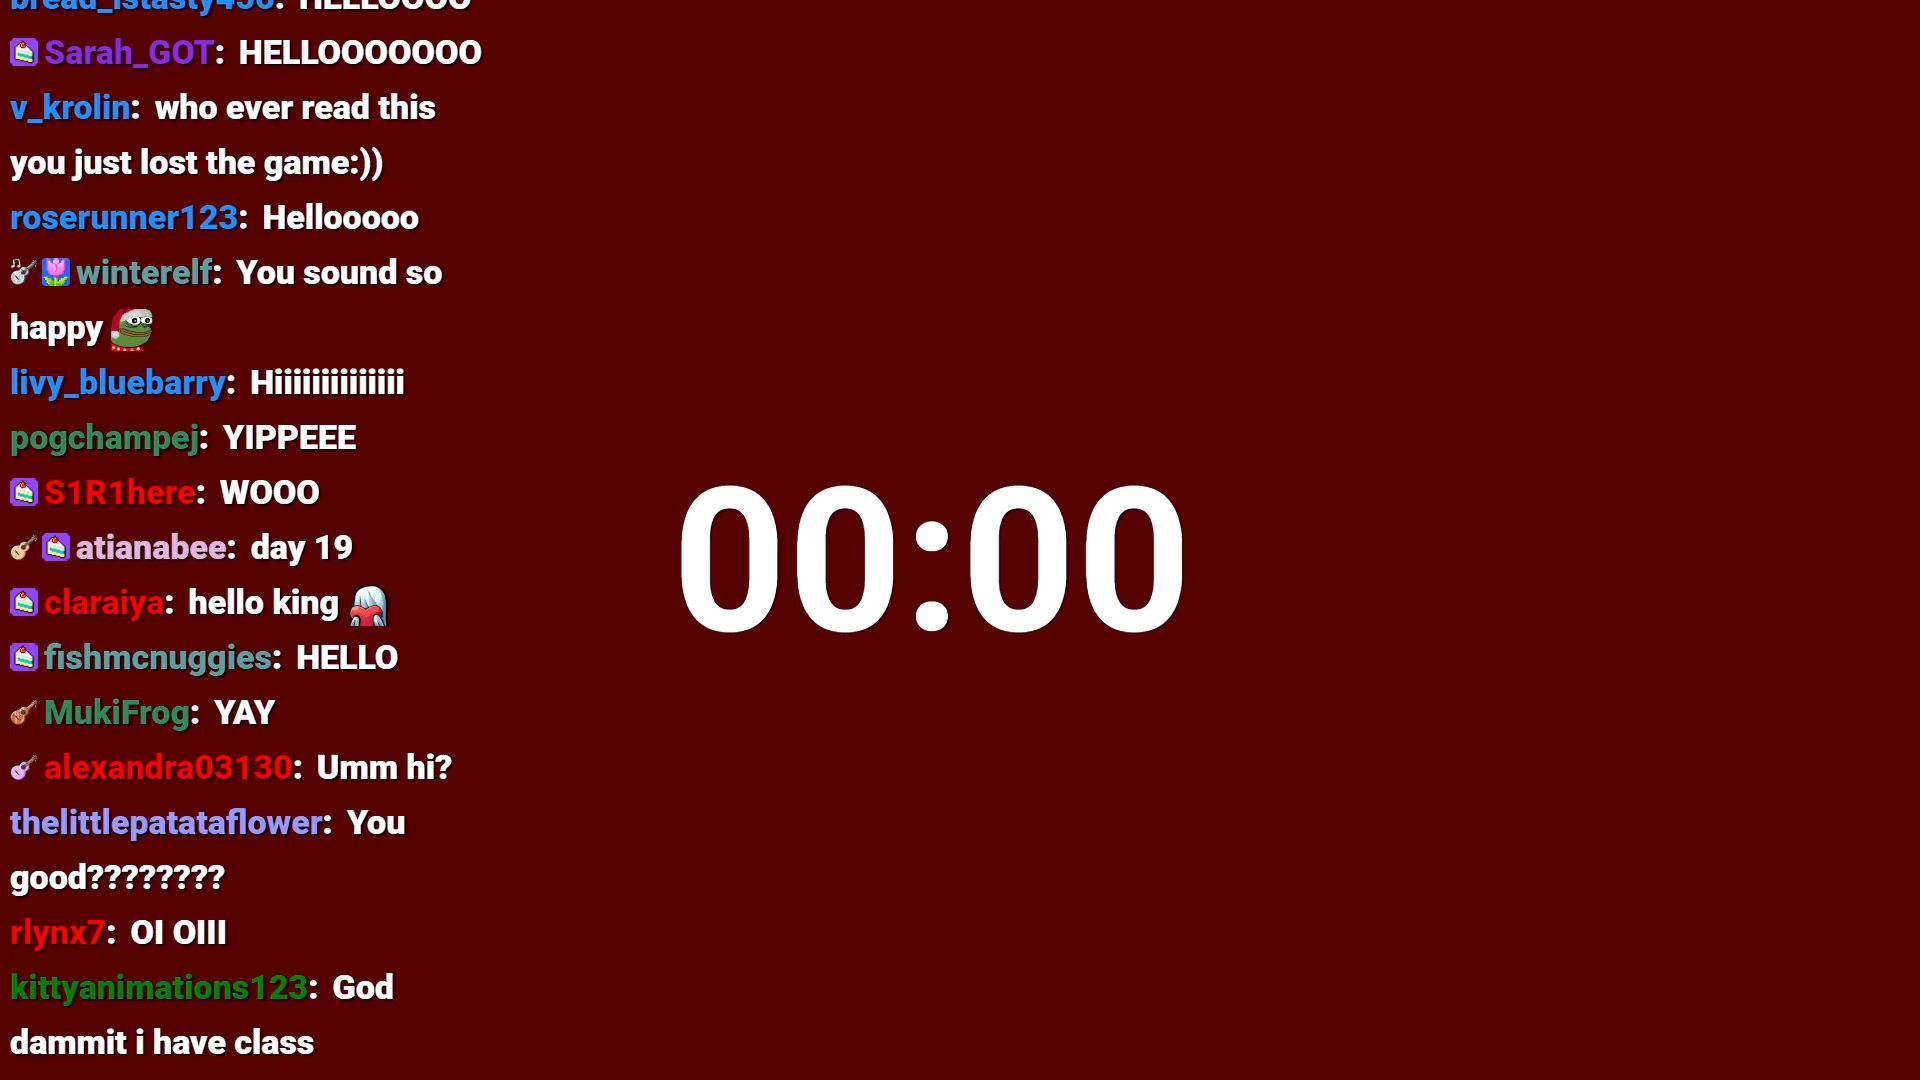 bread_istasty456: HELLOOOO
Sarah_GOT: HELLOOOOOOO
v_krolin: who ever read this
you just lost the game:))
roserunner123: Hellooooo
winterelf: You sound so
happy
livy_bluebarry: Hiiiiiiiiiiiiii
pogchampej: YIPPEEE
S1R1here: WOOO
atianabee: day 19
claraiya: hello king
00:00
fishmcnuggies: HELLO
MukiFrog: YAY
alexandra03130: Umm hi?
thelittlepatataflower: You
good????????
rlynx7: OI OIII
kittyanimations123: God
dammit i have class